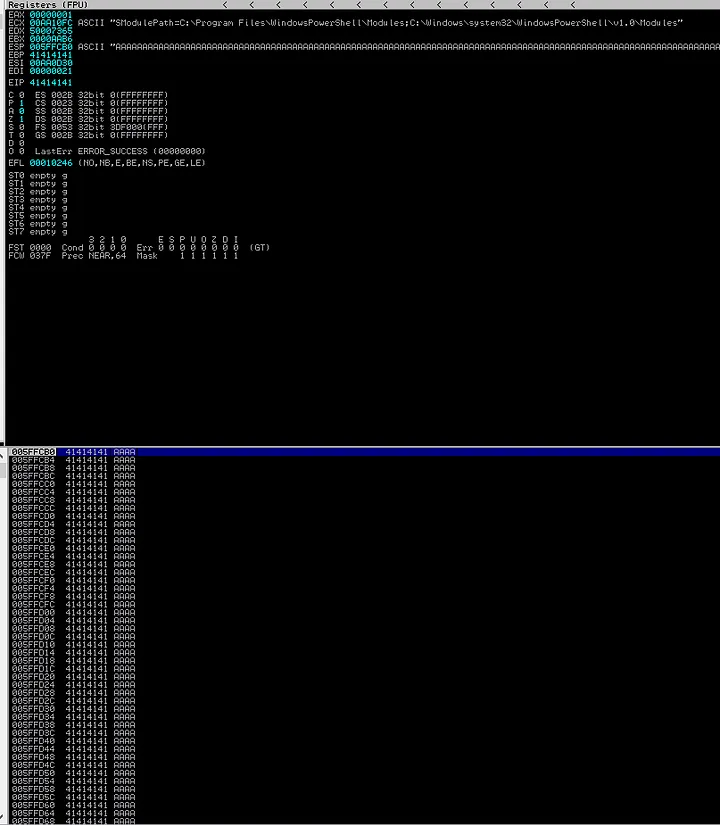 Registers (FPU) < < < < < < < < < < < < < <
EAX 00000001
ECX 00AA10FC ASCII "SModulePath=C:\Program Files\WindowsPowerShell\Modules;C:\Windows\system32\WindowsPowerShell\v1.0\Modules"
EDX 50007365
EBX 0000AAB6
ESP 005FFCB0 ASCII "AAAAAAAAAAAAAAAAAAAAAAAAAAAAAAAAAAAAAAAAAAAAAAAAAAAAAAAAAAAAAAAAAAAAAAAAAAAAAAAAAAAAAAAAAAAAAAAAAAAAAAAAAAAAAAAAAAAAAAAAAAAA
EBP 41414141
ESI 00AA0D30
EDI 00000021
EIP 41414141
C 0 ES 002B 32bit 0(FFFFFFFF)
P 1 CS 0023 32bit 0(FFFFFFFF)
A 0 SS 002B 32bit 0(FFFFFFFF)
Z 1 DS 002B 32bit 0(FFFFFFFF)
S 0 FS 0053 32bit 3DF000(FFF)
T 0 GS 002B 32bit 0(FFFFFFFF)
D 0
O 0 LastErr ERROR_SUCCESS (00000000)
EFL 00010246 (NO,NB,E,BE,NS,PE,GE,LE)
ST0 empty g
ST1 empty g
ST2 empty g
ST3 empty g
ST4 empty g
ST5 empty g
ST6 empty g
ST7 empty g
3 2 1 0 E S P U O Z D I
FST 0000 Cond 0 0 0 0 Err 0 0 0 0 0 0 0 0 (GT)
FCW 037F Prec NEAR,64 Mask 1 1 1 1 1 1
005FFCB0 41414141 AAAA
005FFCB4 41414141 AAAA
005FFCB8 41414141 AAAA
005FFCBC 41414141 AAAA
005FFCC0 41414141 AAAA
005FFCC4 41414141 AAAA
005FFCC8 41414141 AAAA
005FFCCC 41414141 AAAA
005FFCD0 41414141 AAAA
005FFCD4 41414141 AAAA
005FFCD8 41414141 AAAA
005FFCDC 41414141 AAAA
005FFCE0 41414141 AAAA
005FFCE4 41414141 AAAA
005FFCE8 41414141 AAAA
005FFCEC 41414141 AAAA
005FFCF0 41414141 AAAA
005FFCF4 41414141 AAAA
005FFCF8 41414141 AAAA
005FFCFC 41414141 AAAA
005FFD00 41414141 AAAA
005FFD04 41414141 AAAA
005FFD08 41414141 AAAA
005FFD0C 41414141 AAAA
005FFD10 41414141 AAAA
005FFD14 41414141 AAAA
005FFD18 41414141 AAAA
005FFD1C 41414141 AAAA
005FFD20 41414141 AAAA
005FFD24 41414141 AAAA
005FFD28 41414141 AAAA
005FFD2C 41414141 AAAA
005FFD30 41414141 AAAA
005FFD34 41414141 AAAA
005FFD38 41414141 AAAA
005FFD3C 41414141 AAAA
005FFD40 41414141 AAAA
005FFD44 41414141 AAAA
005FFD48 41414141 AAAA
005FFD4C 41414141 AAAA
005FFD50 41414141 AAAA
005FFD54 41414141 AAAA
005FFD58 41414141 AAAA
005FFD5C 41414141 AAAA
005FFD60 41414141 AAAA
005FFD64 41414141 AAAA
005FFD68 41414141 AAAA